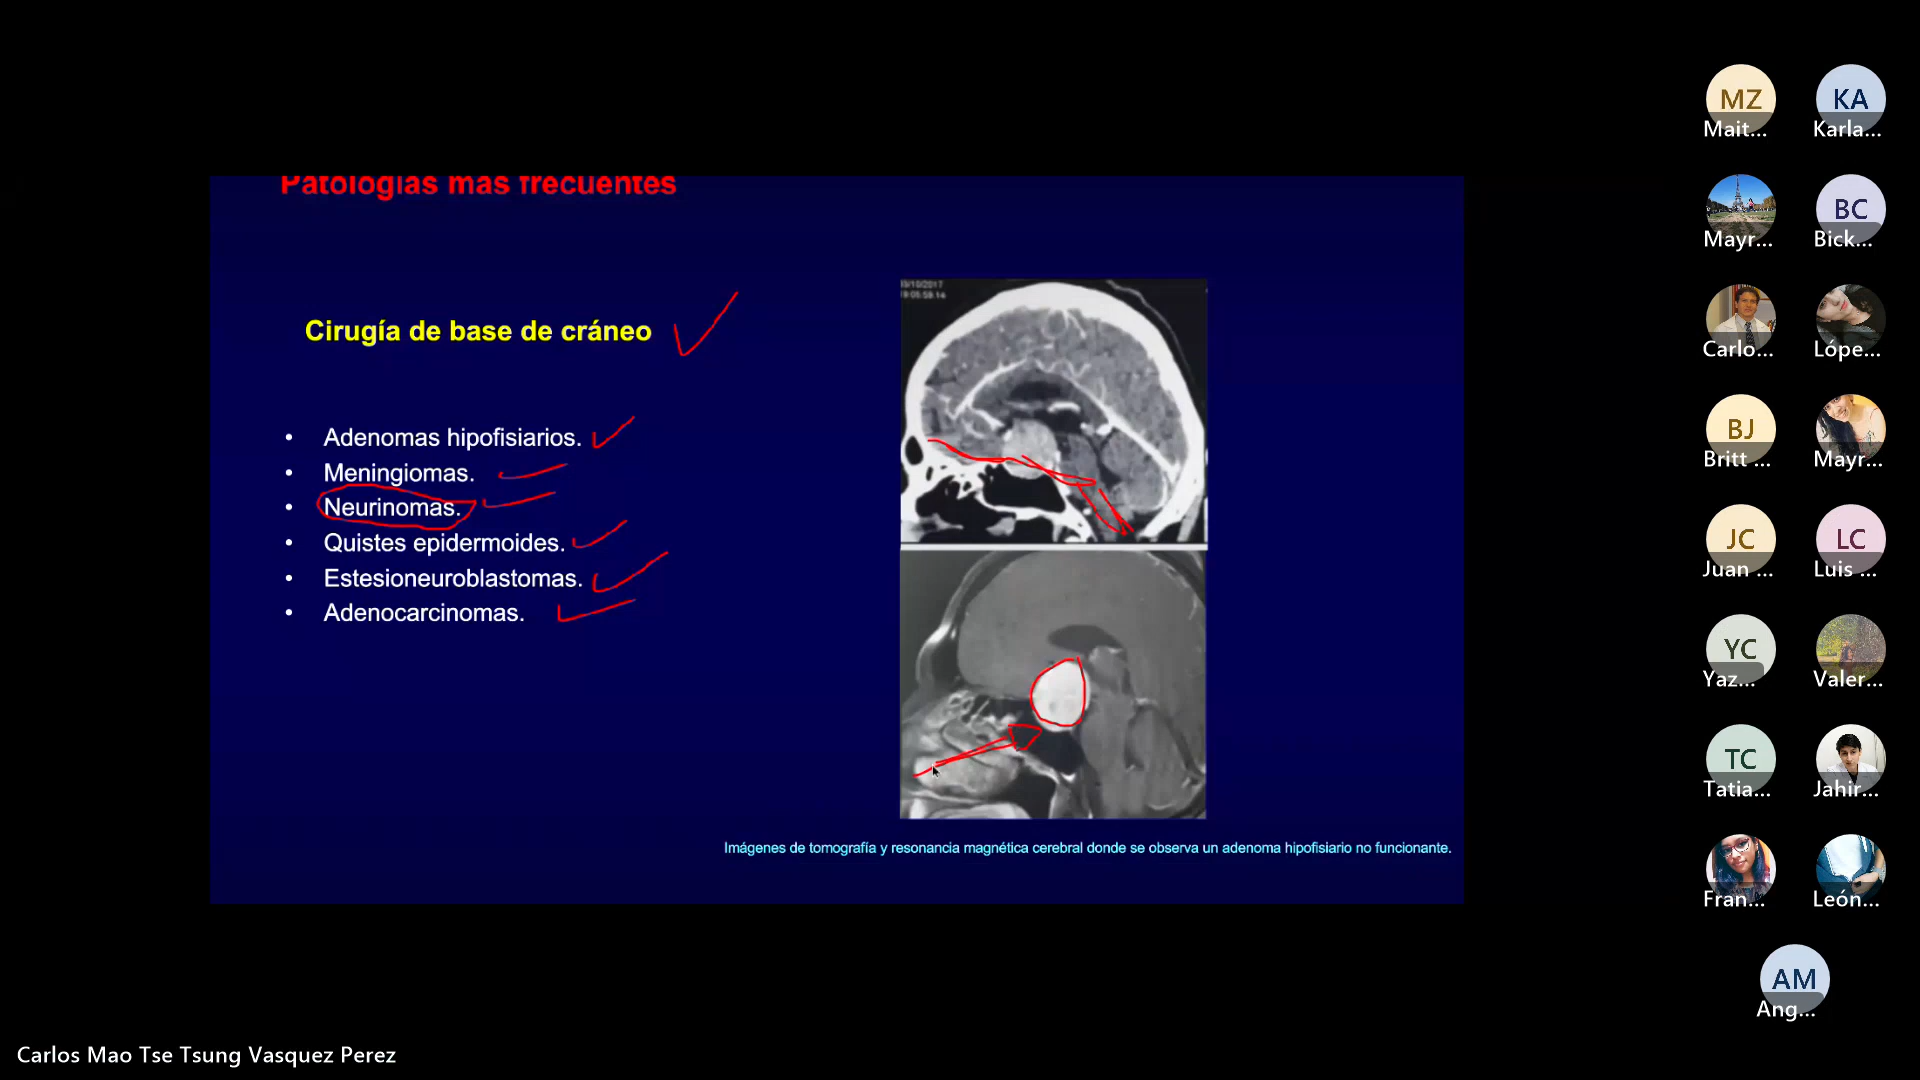 Patologías más frecuentes
Cirugía de base de cráneo
• Adenomas hipofisiarios.
• Meningiomas.
• Neurinomas.
• Quistes epidermoides.
• Estesioneuroblastomas.
• Adenocarcinomas.
Imágenes de tomografía y resonancia magnética cerebral donde se observa un adenoma hipofisiario no funcionante.
MZ
Mait...
KA
Karla...
Mayr...
BC
Bick...
Carlo...
Lópe...
BJ
Britt ...
Mayr...
JC
Juan ...
LC
Luis ...
YC
Yaz...
Valer...
TC
Tatia...
Jahir...
Fran...
León...
AM
Ang...
Carlos Mao Tse Tsung Vasquez Perez